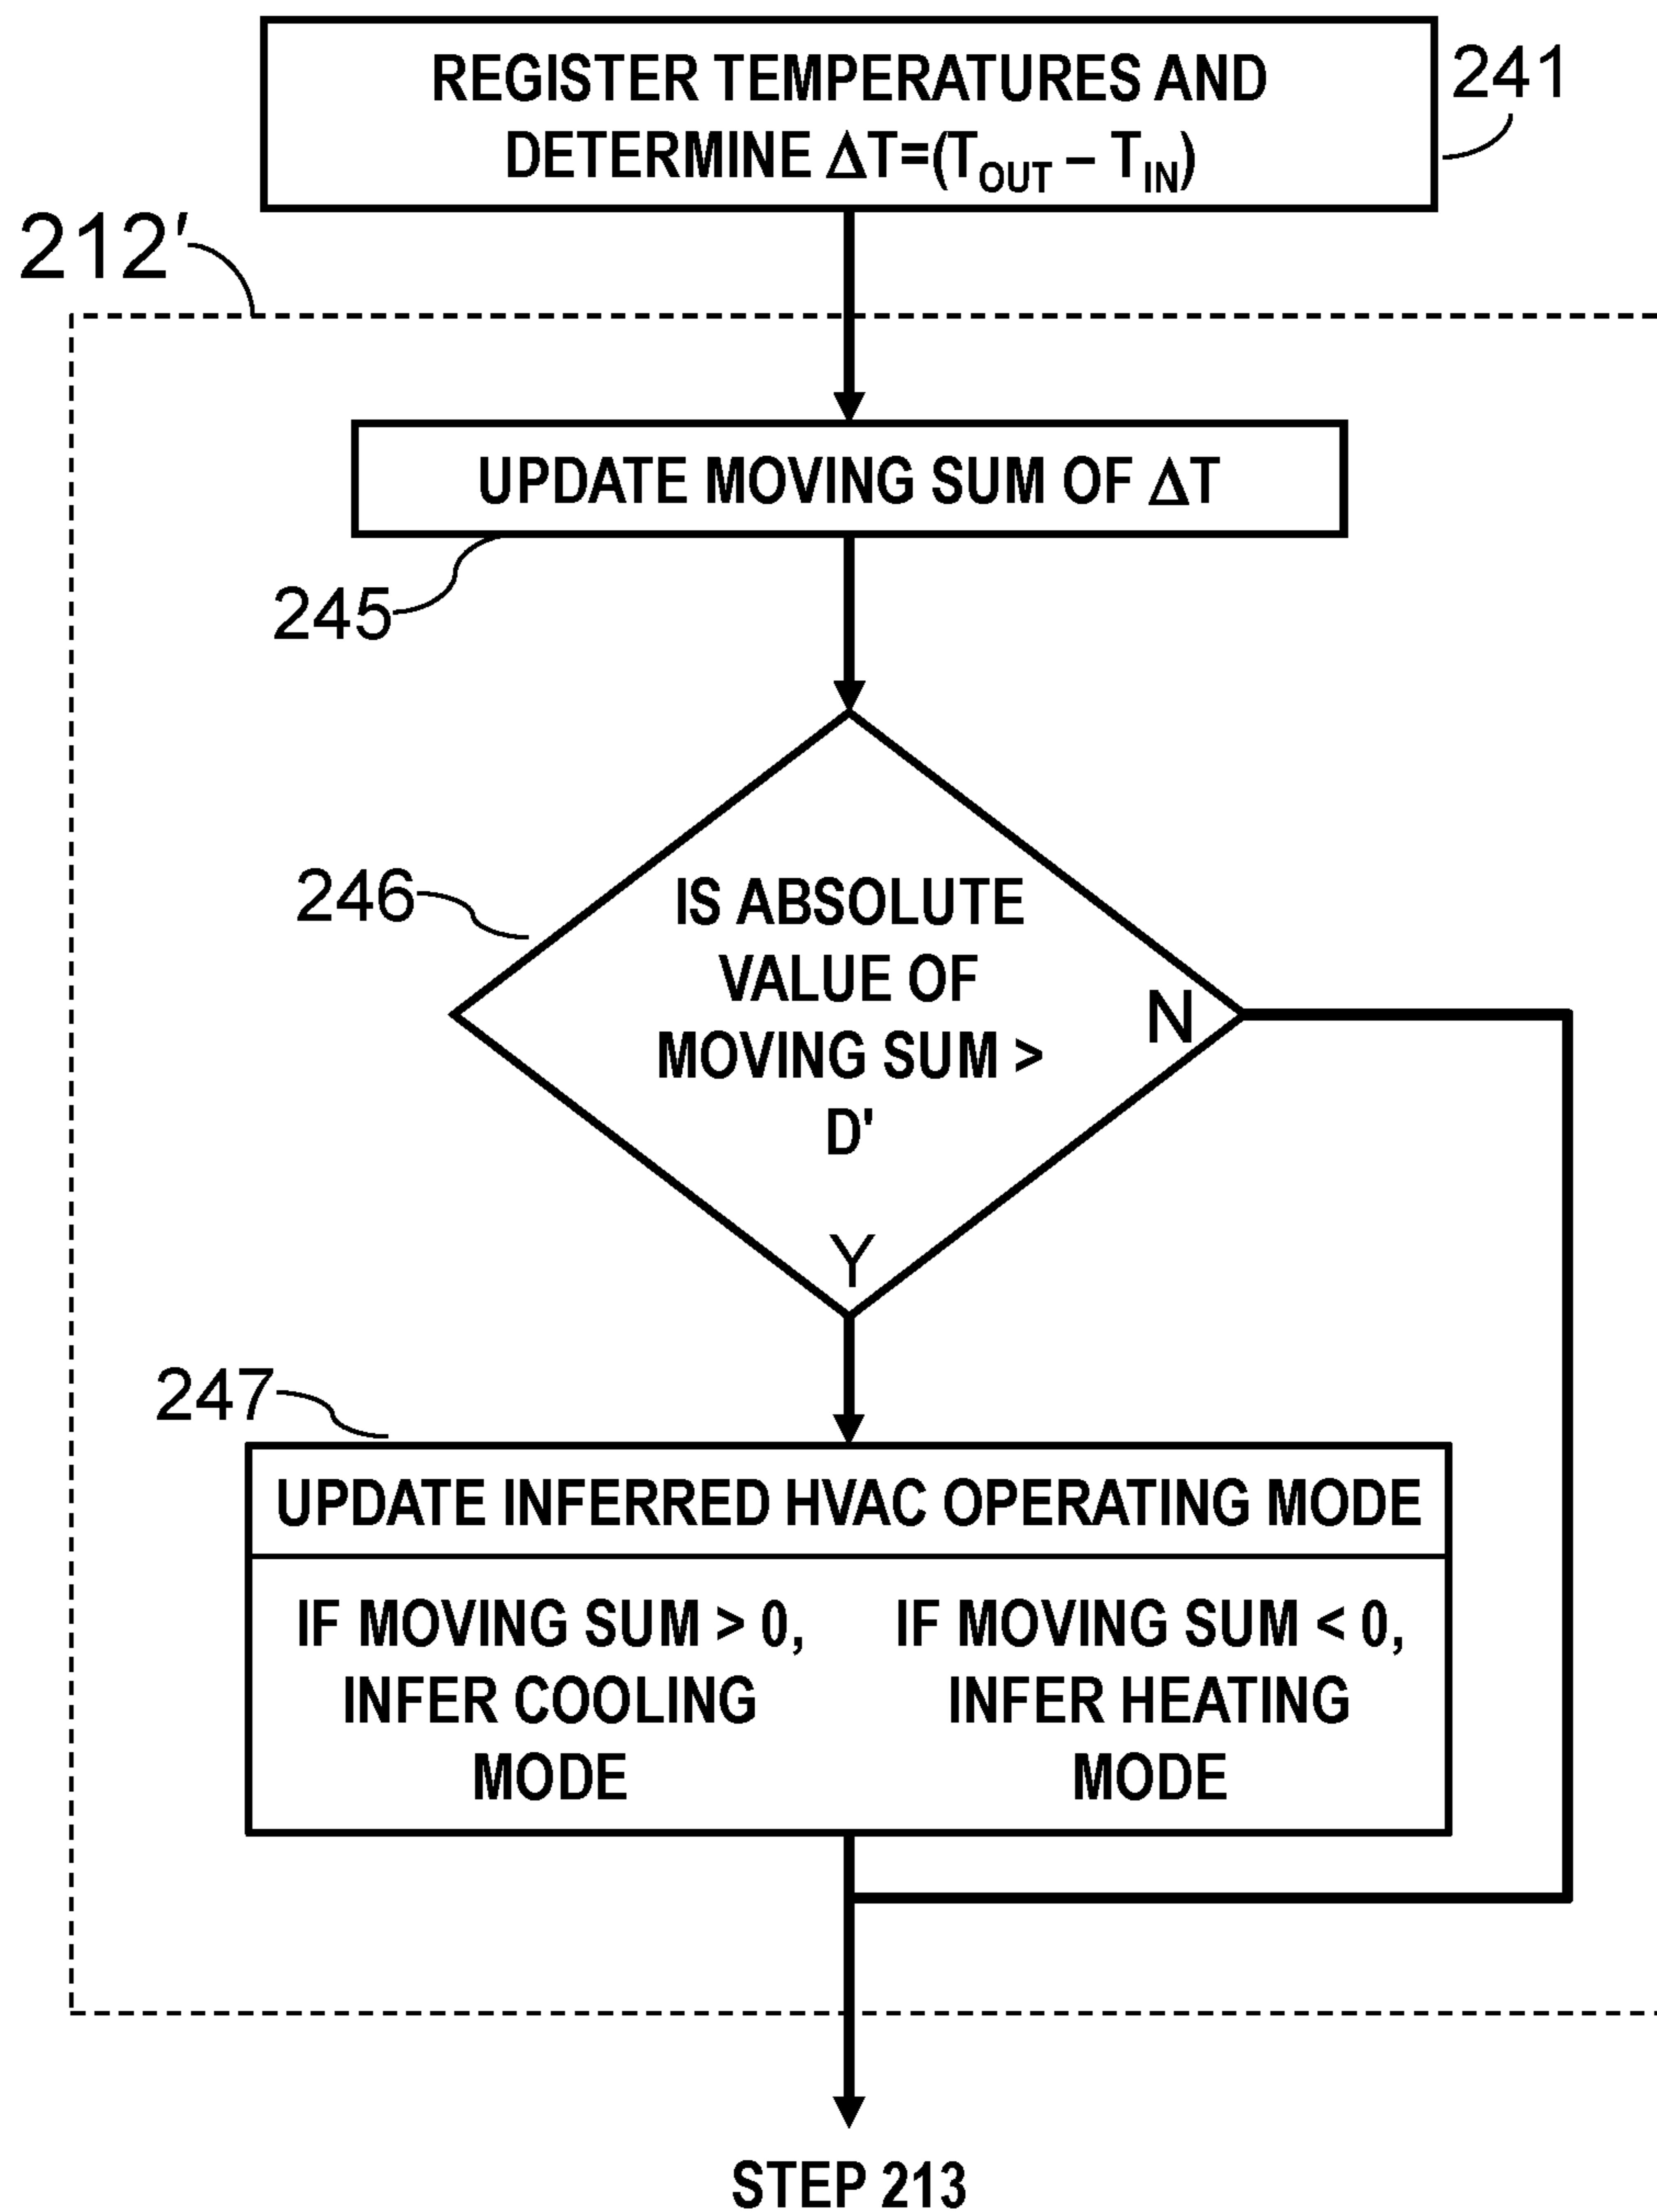 REGISTER TEMPERATURES AND
DETERMINE ΔT=(T_OUT – T_IN)
241
212'
UPDATE MOVING SUM OF ΔT
245
246
IS ABSOLUTE
VALUE OF
MOVING SUM >
D'
N
Y
247
UPDATE INFERRED HVAC OPERATING MODE
IF MOVING SUM > 0,
INFER COOLING
MODE
IF MOVING SUM < 0,
INFER HEATING
MODE
STEP 213